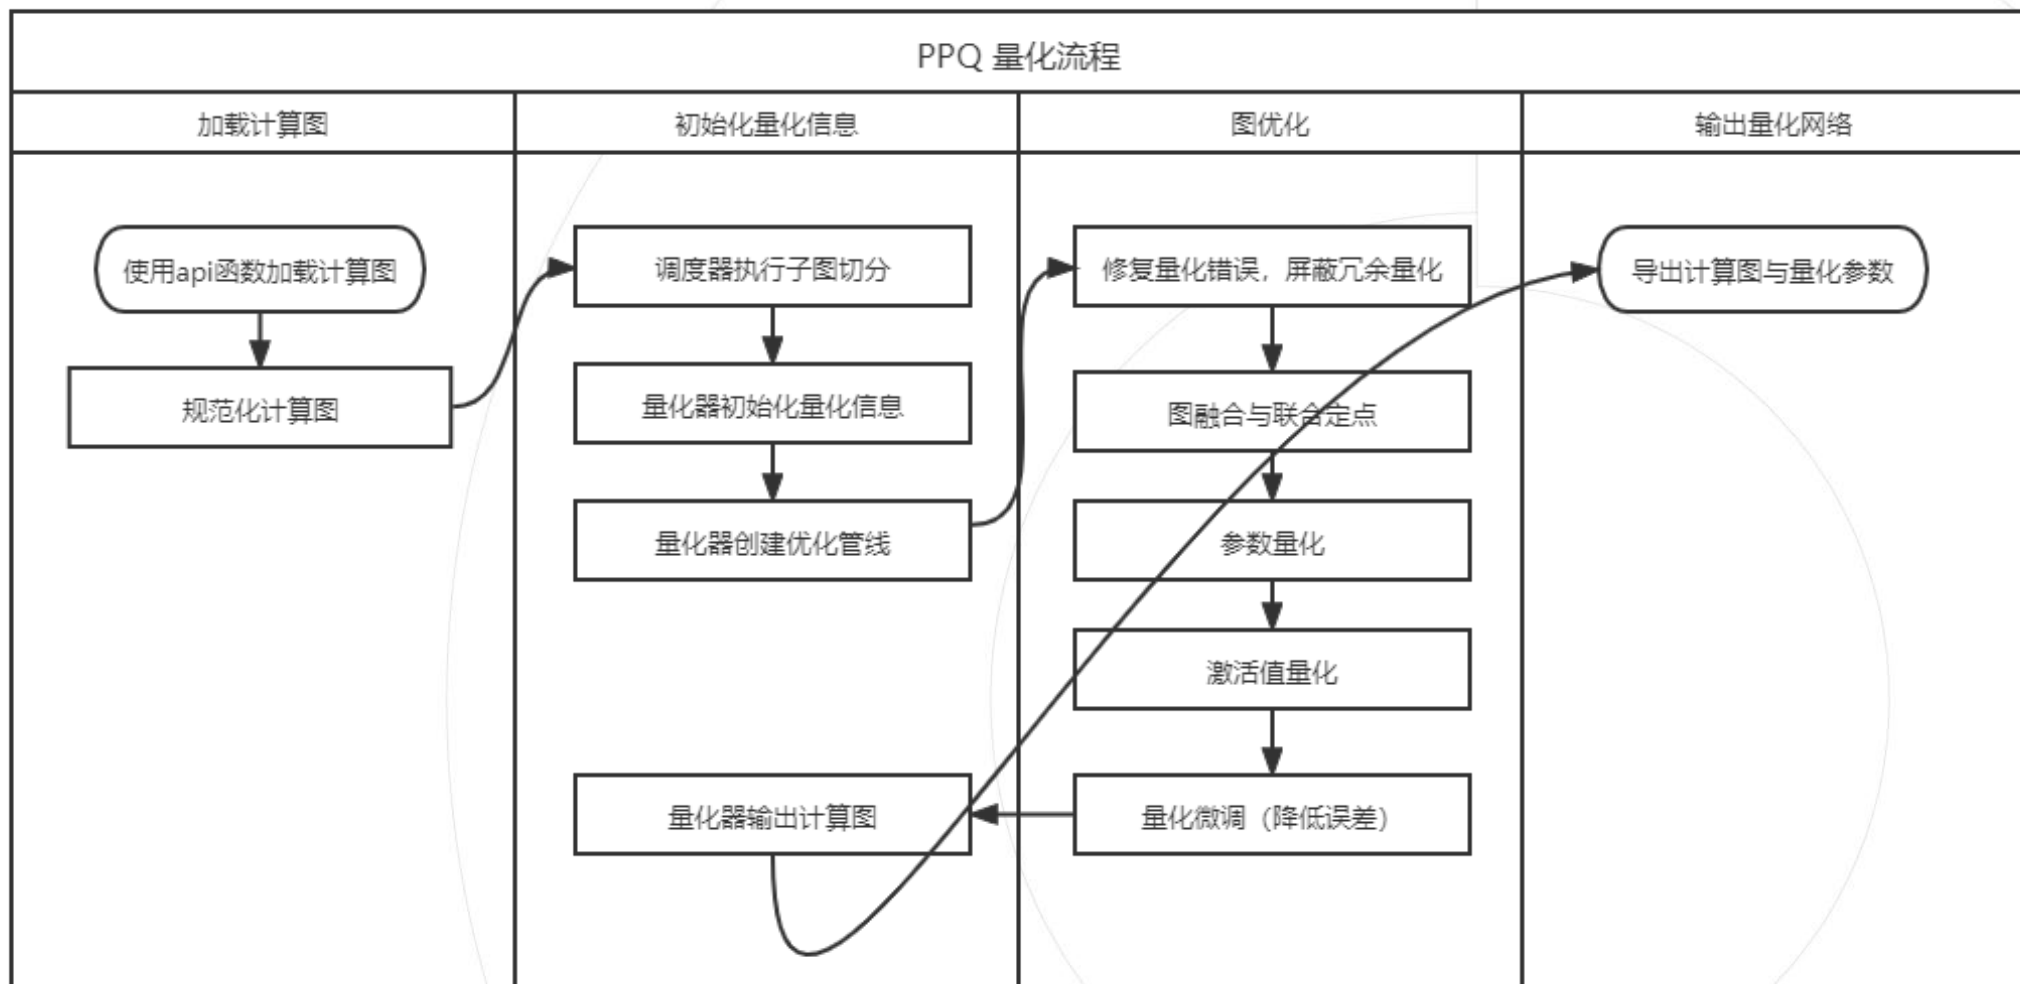 PPQ 量化流程
加载计算图
初始化量化信息
图优化
输出量化网络
使用api函数加载计算图
规范化计算图
调度器执行子图切分
量化器初始化量化信息
量化器创建优化管线
量化器输出计算图
修复量化错误，屏蔽冗余量化
图融合与联合定点
参数量化
激活值量化
量化微调（降低误差）
导出计算图与量化参数